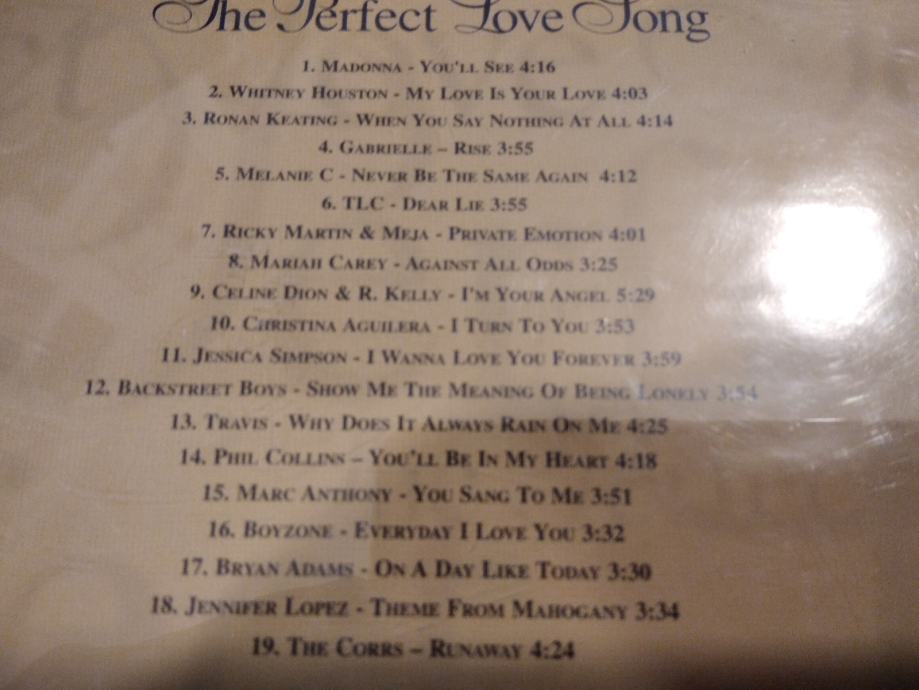 The Perfect Love Song
1. MADONNA - YOU'LL SEE 4:16
2. WHITNEY HOUSTON - MY LOVE IS YOUR LOVE 4:03
3. RONAN KEATING - WHEN YOU SAY NOTHING AT ALL 4:14
4. GABRIELLE – RISE 3:55
5. MELANIE C - NEVER BE THE SAME AGAIN 4:12
6. TLC - DEAR LIE 3:55
7. RICKY MARTIN & MEJA - PRIVATE EMOTION 4:01
8. MARIAH CAREY - AGAINST ALL ODDS 3:25
9. CELINE DION & R. KELLY - I'M YOUR ANGEL 5:29
10. CHRISTINA AGUILERA - I TURN TO YOU 3:53
11. JESSICA SIMPSON - I WANNA LOVE YOU FOREVER 3:59
12. BACKSTREET BOYS - SHOW ME THE MEANING OF BEING LONELY 3:54
13. TRAVIS - WHY DOES IT ALWAYS RAIN ON ME 4:25
14. PHIL COLLINS – YOU'LL BE IN MY HEART 4:18
15. MARC ANTHONY - YOU SANG TO ME 3:51
16. BOYZONE - EVERYDAY I LOVE YOU 3:32
17. BRYAN ADAMS - ON A DAY LIKE TODAY 3:30
18. JENNIFER LOPEZ - THEME FROM MAHOGANY 3:34
19. THE CORRS – RUNAWAY 4:24